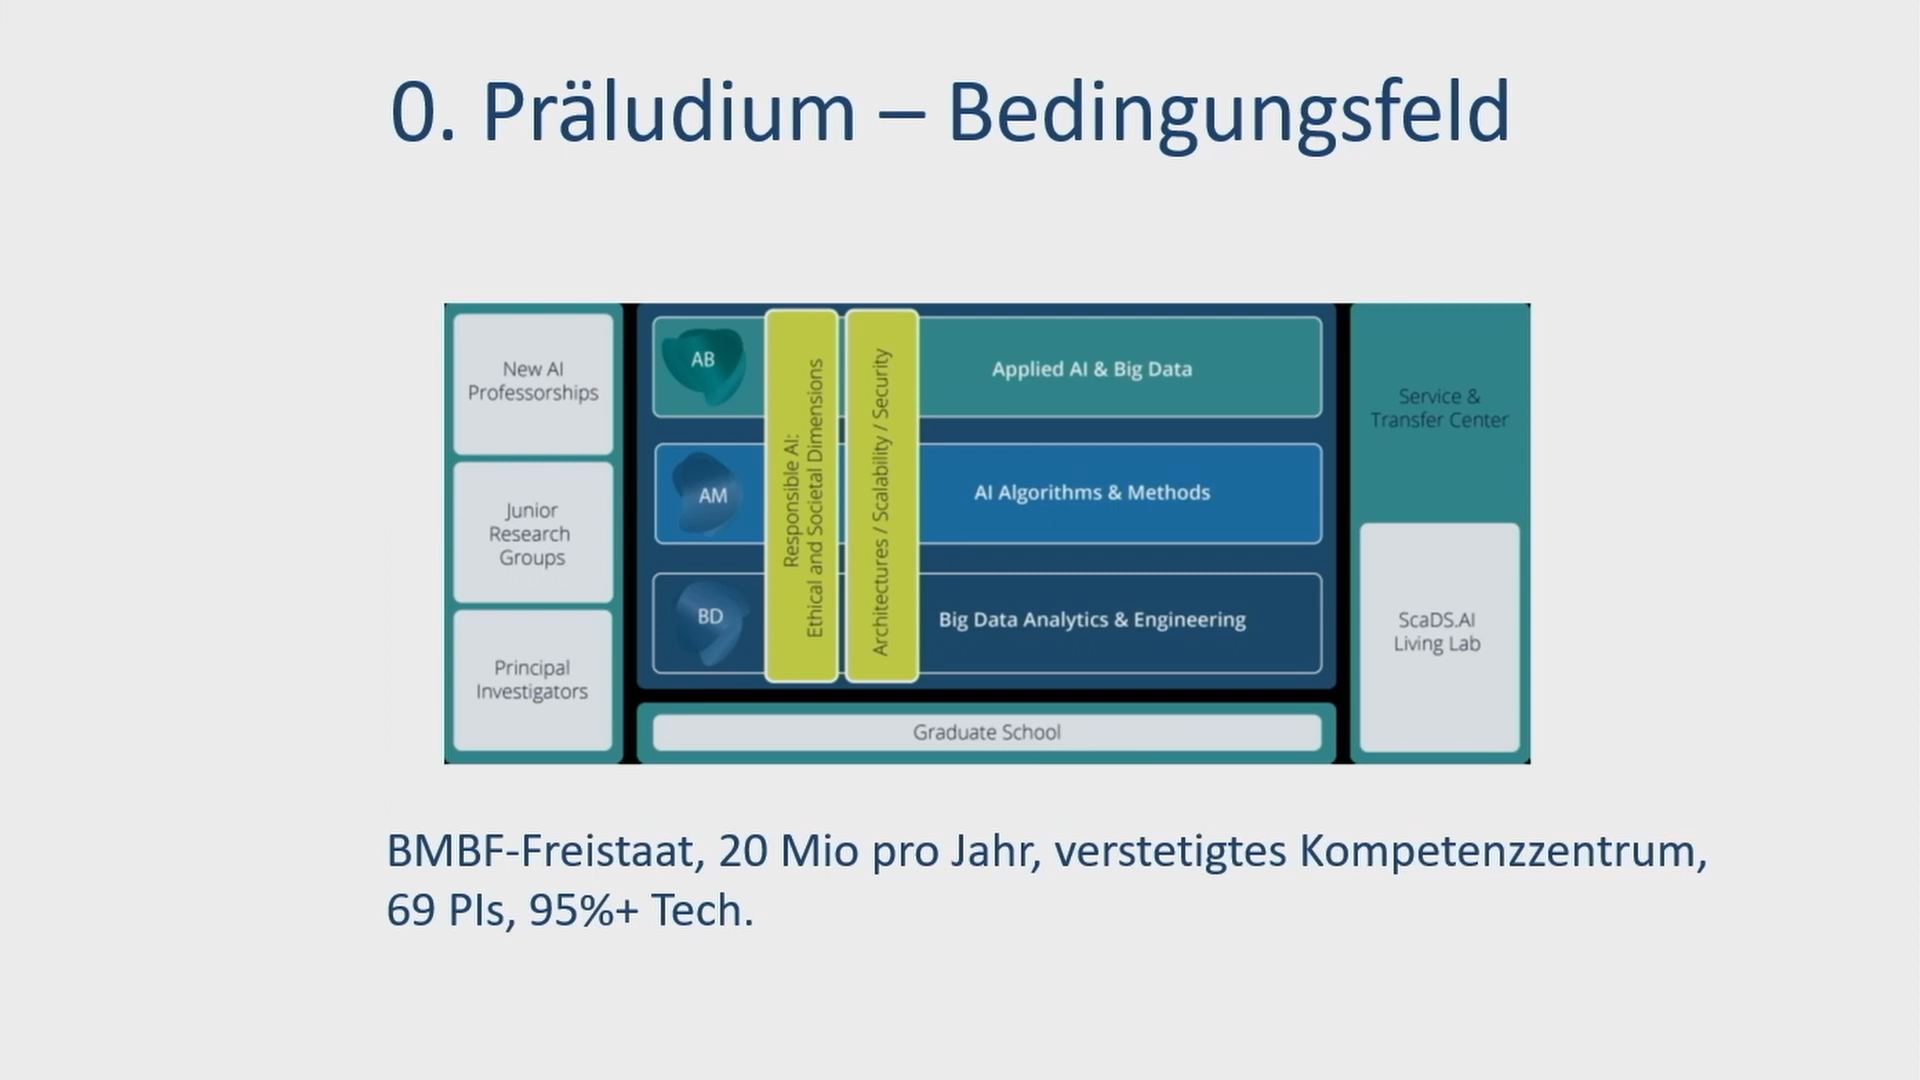 0. Präludium – Bedingungsfeld
New AI
Professorships
Junior
Research
Groups
Principal
Investigators
AB
AM
BD
Responsible AI:
Ethical and Societal Dimensions
Architectures / Scalability / Security
Applied AI & Big Data
AI Algorithms & Methods
Big Data Analytics & Engineering
Graduate School
Service &
Transfer Center
ScaDS.AI
Living Lab
BMBF-Freistaat, 20 Mio pro Jahr, verstetigtes Kompetenzzentrum,
69 PIs, 95%+ Tech.